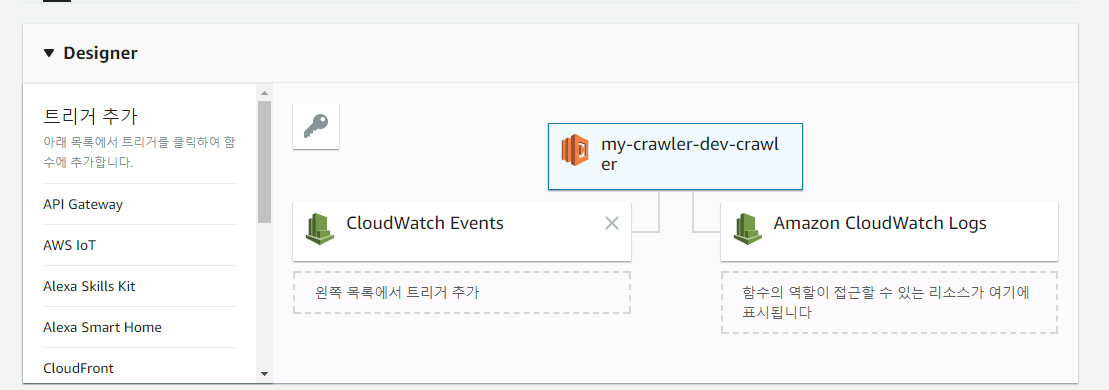 Designer
트리거 추가
아래 목록에서 트리거를 클릭하여 함
수에 추가합니다.
API Gateway
AWS IoT
Alexa Skills Kit
Alexa Smart Home
CloudFront
my-crawler-dev-crawl
er
CloudWatch Events
왼쪽 목록에서 트리거 추가
Amazon CloudWatch Logs
함수의 역할이 접근할 수 있는 리소스가 여기에
표시됩니다